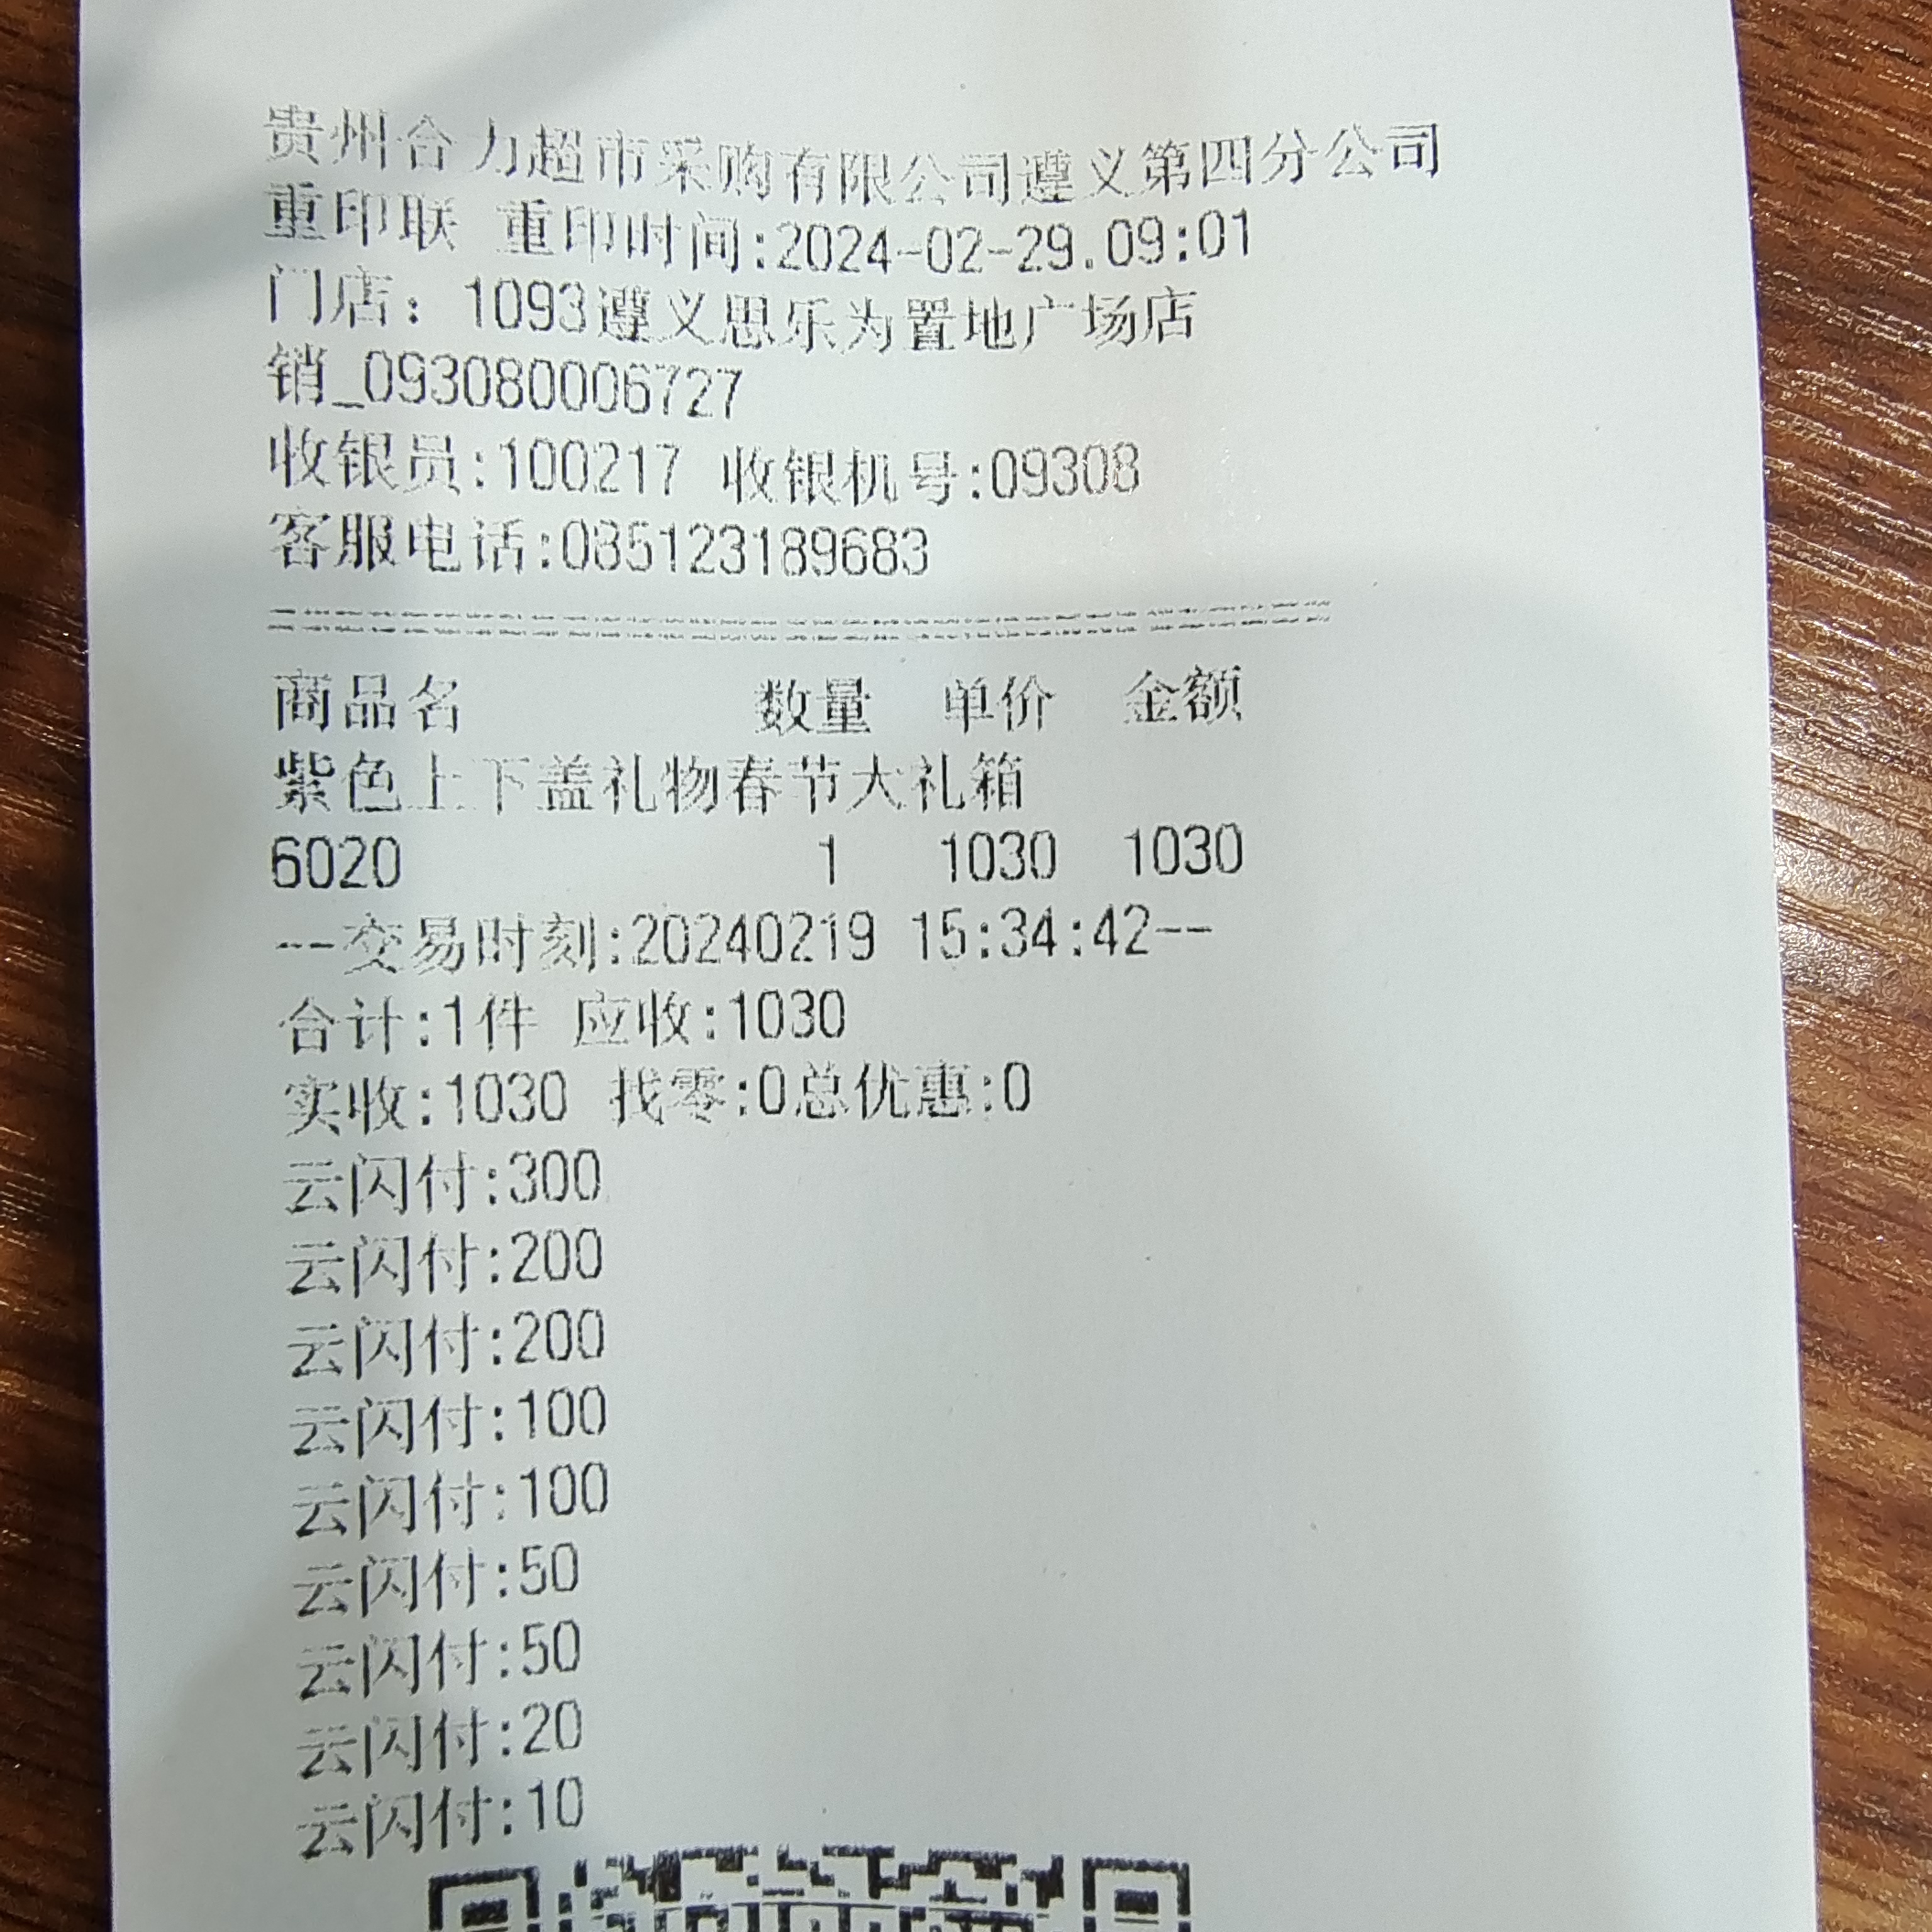 贵州合力超市采购有限公司遵义第四分公司
重印联 重印时间:2024-02-29.09:01
门店：1093遵义思乐为置地广场店
销_093080006727
收银员:100217 收银机号:09308
客服电话:085123189683
================================
商品名 数量 单价 金额
紫色上下盖礼物春节大礼箱
6020 1 1030 1030
--交易时刻:20240219 15:34:42--
合计:1件 应收:1030
实收:1030 找零:0总优惠:0
云闪付:300
云闪付:200
云闪付:200
云闪付:100
云闪付:100
云闪付:50
云闪付:50
云闪付:20
云闪付:10